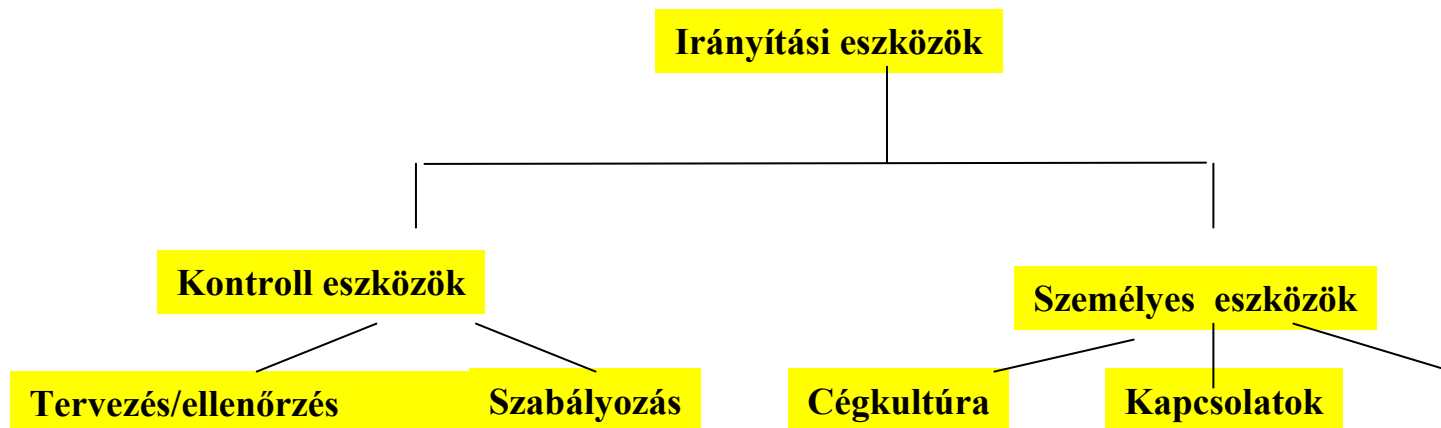 Irányítási eszközök
Kontroll eszközök
Személyes eszközök
Tervezés/ellenőrzés
Szabályozás
Cégkultúra
Kapcsolatok